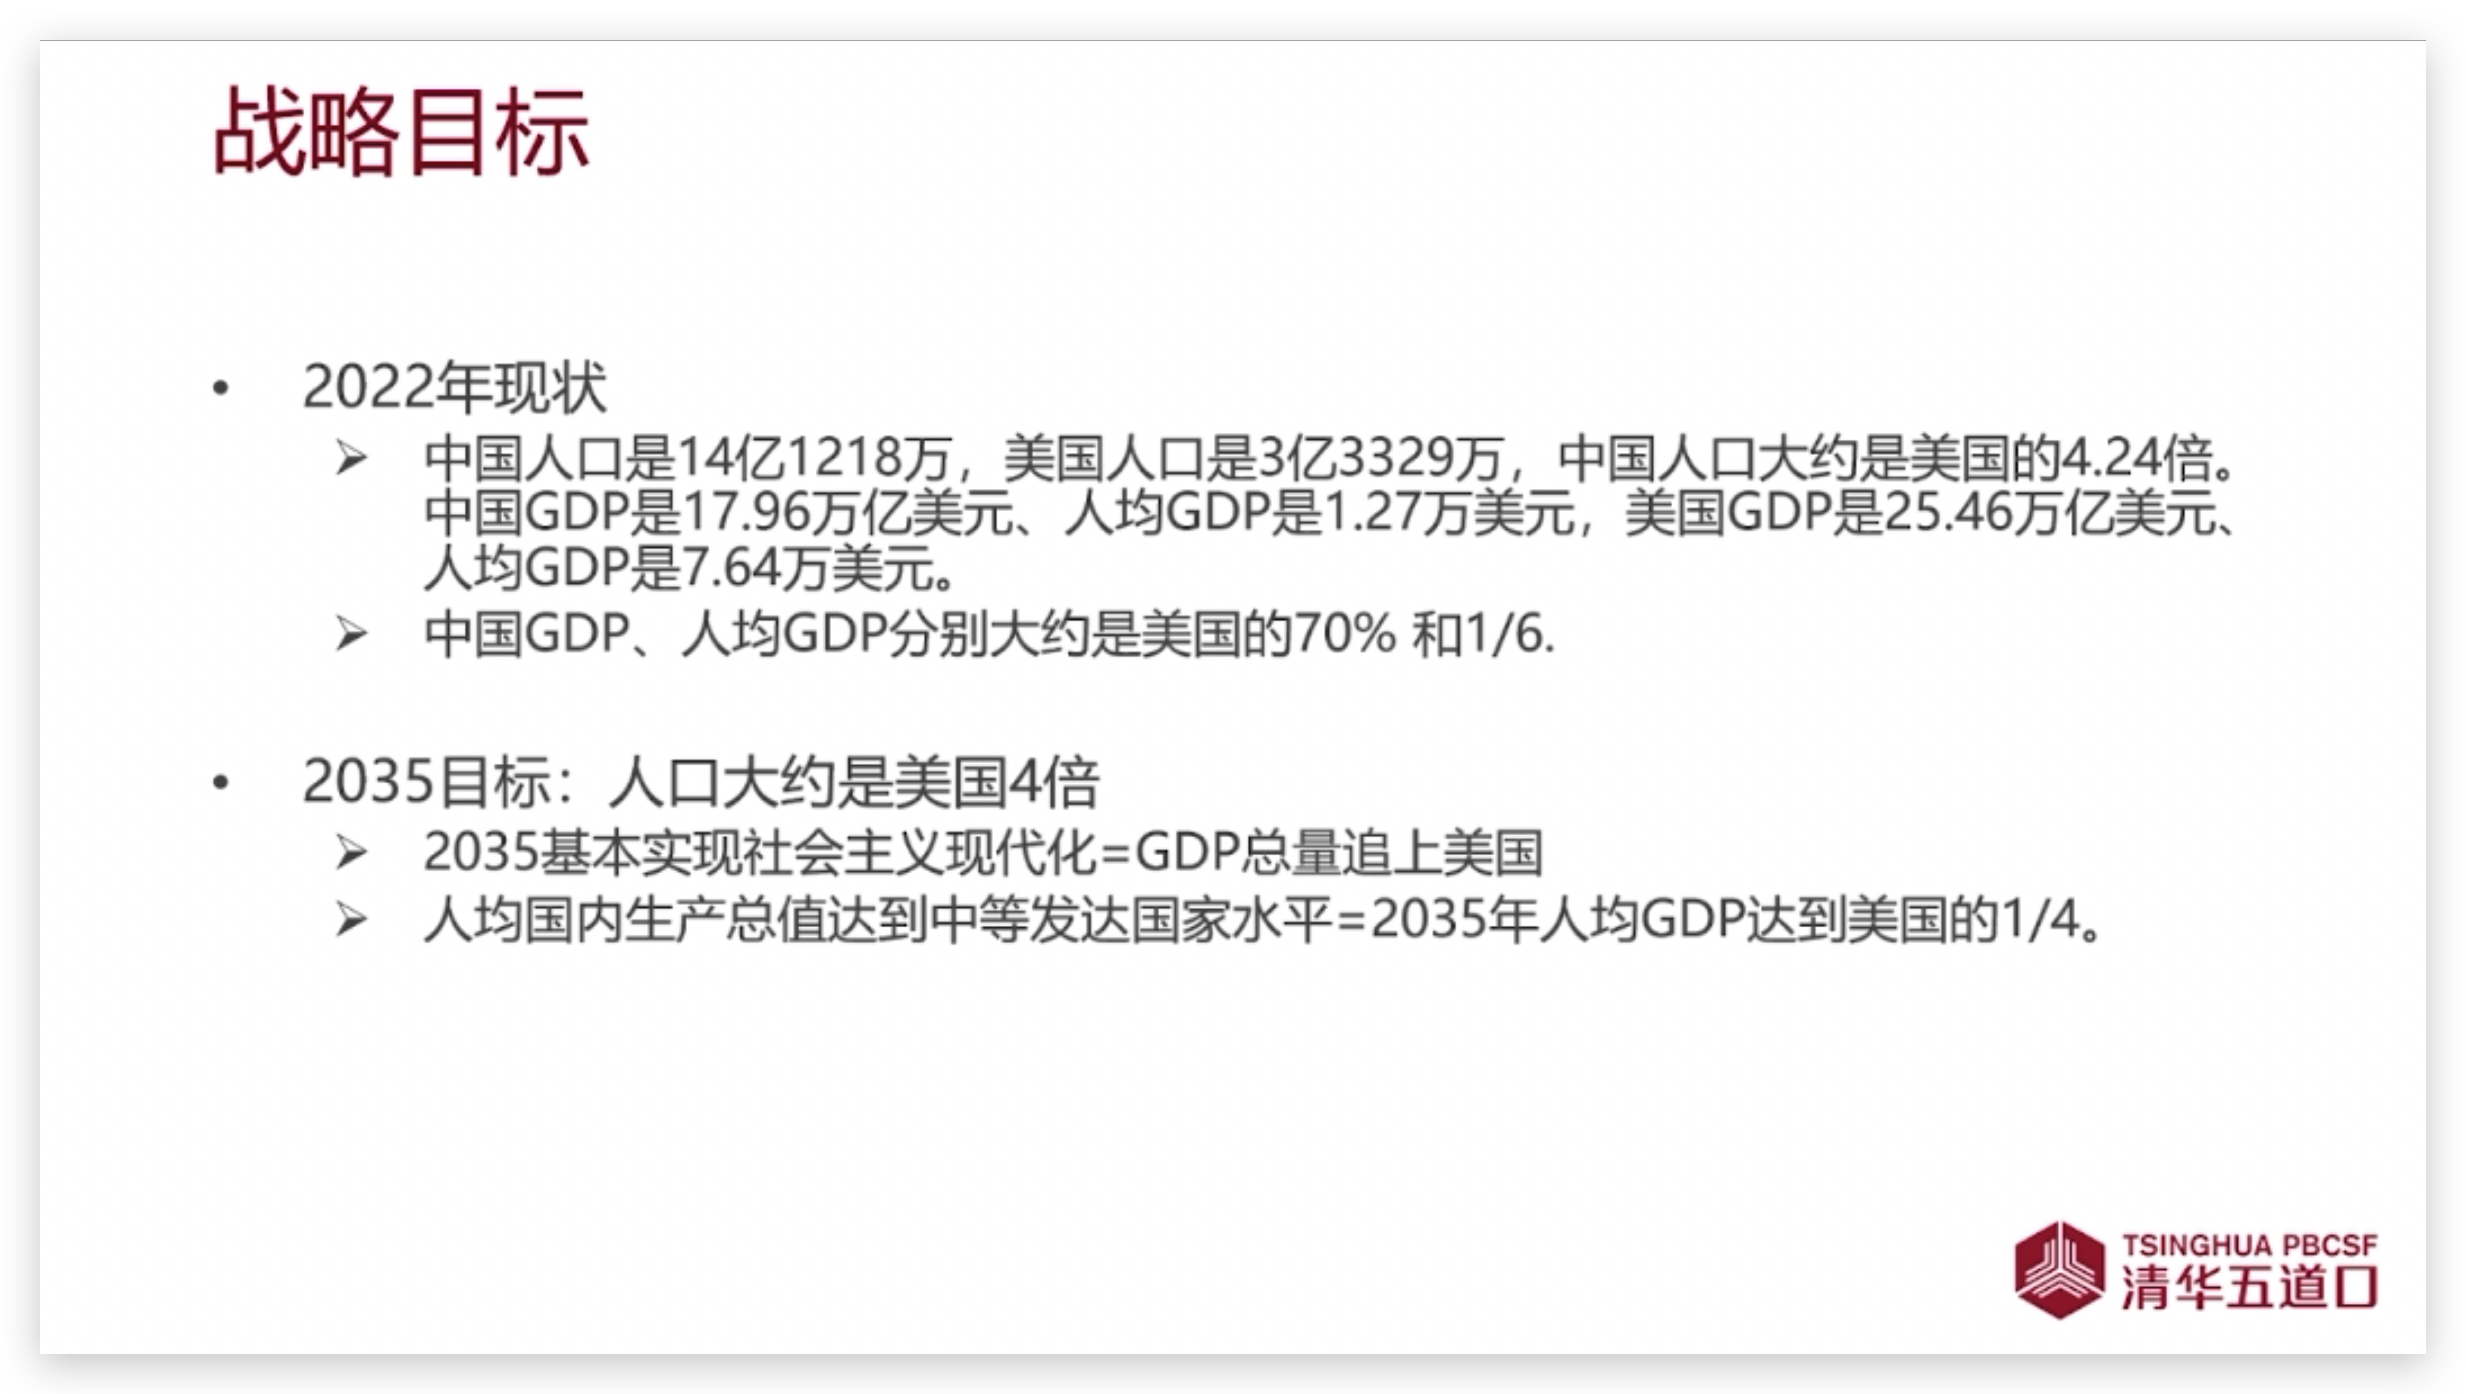 战略目标
• 2022年现状
➢ 中国人口是14亿1218万，美国人口是3亿3329万，中国人口大约是美国的4.24倍。
中国GDP是17.96万亿美元、人均GDP是1.27万美元，美国GDP是25.46万亿美元、
人均GDP是7.64万美元。
➢ 中国GDP、人均GDP分别大约是美国的70% 和1/6.
• 2035目标：人口大约是美国4倍
➢ 2035基本实现社会主义现代化=GDP总量追上美国
➢ 人均国内生产总值达到中等发达国家水平=2035年人均GDP达到美国的1/4。
TSINGHUA PBCSF
清华五道口